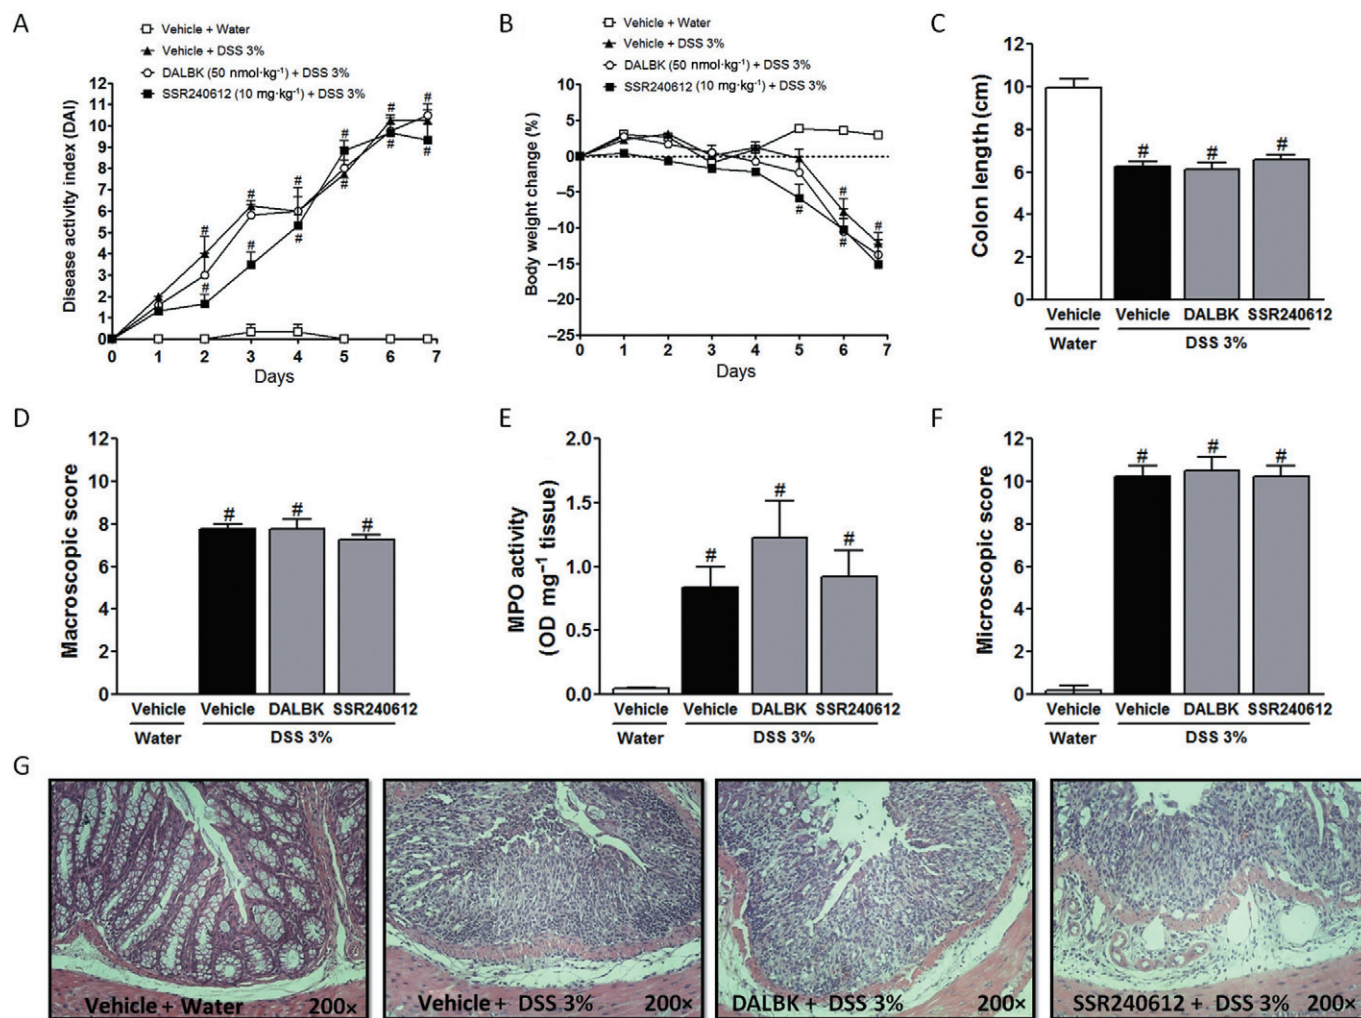 A
Vehicle + Water
Vehicle + DSS 3%
DALBK (50 nmol·kg⁻¹) + DSS 3%
SSR240612 (10 mg·kg⁻¹) + DSS 3%
Disease activity index (DAI)
12
11
10
9
8
7
6
5
4
3
2
1
0
# # # # # #
# # # # # #
0 1 2 3 4 5 6 7
Days
B
Vehicle + Water
Vehicle + DSS 3%
DALBK (50 nmol·kg⁻¹) + DSS 3%
SSR240612 (10 mg·kg⁻¹) + DSS 3%
Body weight change (%)
10
5
0
–5
–10
–15
–20
–25
# #
# #
0 1 2 3 4 5 6 7
Days
C
Colon length (cm)
12
10
8
6
4
2
0
# # #
Vehicle Vehicle DALBK SSR240612
Water DSS 3%
D
Macroscopic score
12
10
8
6
4
2
0
# # #
Vehicle Vehicle DALBK SSR240612
Water DSS 3%
E
MPO activity
(OD mg⁻¹ tissue)
2.0
1.5
1.0
0.5
0.0
# # #
Vehicle Vehicle DALBK SSR240612
Water DSS 3%
F
Microscopic score
12
10
8
6
4
2
0
# # #
Vehicle Vehicle DALBK SSR240612
Water DSS 3%
G
Vehicle + Water 200×
Vehicle + DSS 3% 200×
DALBK + DSS 3% 200×
SSR240612 + DSS 3% 200×